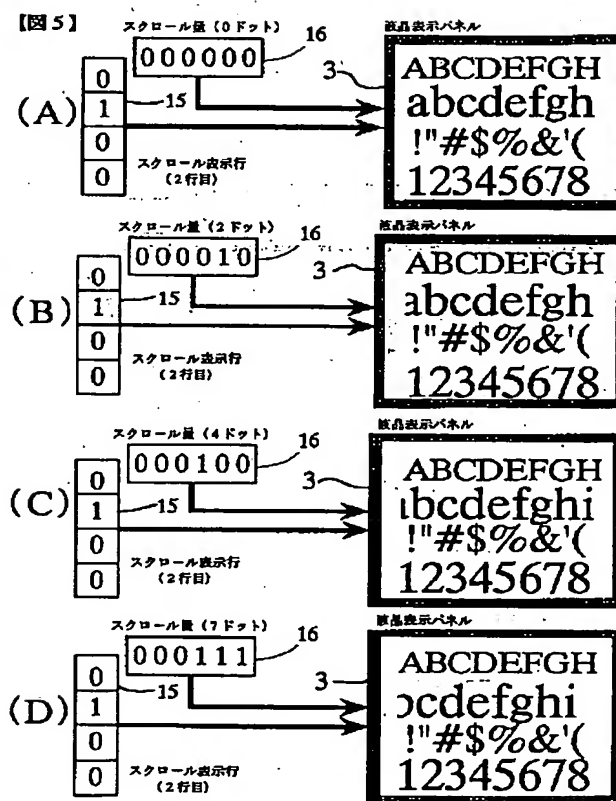 【図5】
スクロール量(0ドット)
000000
16
0
1
0
0
15
(A)
スクロール表示行
(2行目)
液晶表示パネル
3
ABCDEFGH
abcdefgh
!"#$%&'(
12345678
スクロール量(2ドット)
000010
16
0
1
0
0
15
(B)
スクロール表示行
(2行目)
液晶表示パネル
3
ABCDEFGH
abcdefgh
!"#$%&'(
12345678
スクロール量(4ドット)
000100
16
0
1
0
0
15
(C)
スクロール表示行
(2行目)
液晶表示パネル
3
ABCDEFGH
bcdefghi
!"#$%&'(
12345678
スクロール量(7ドット)
000111
16
0
1
0
0
15
(D)
スクロール表示行
(2行目)
液晶表示パネル
3
ABCDEFGH
cdefghi
!"#$%&'(
12345678